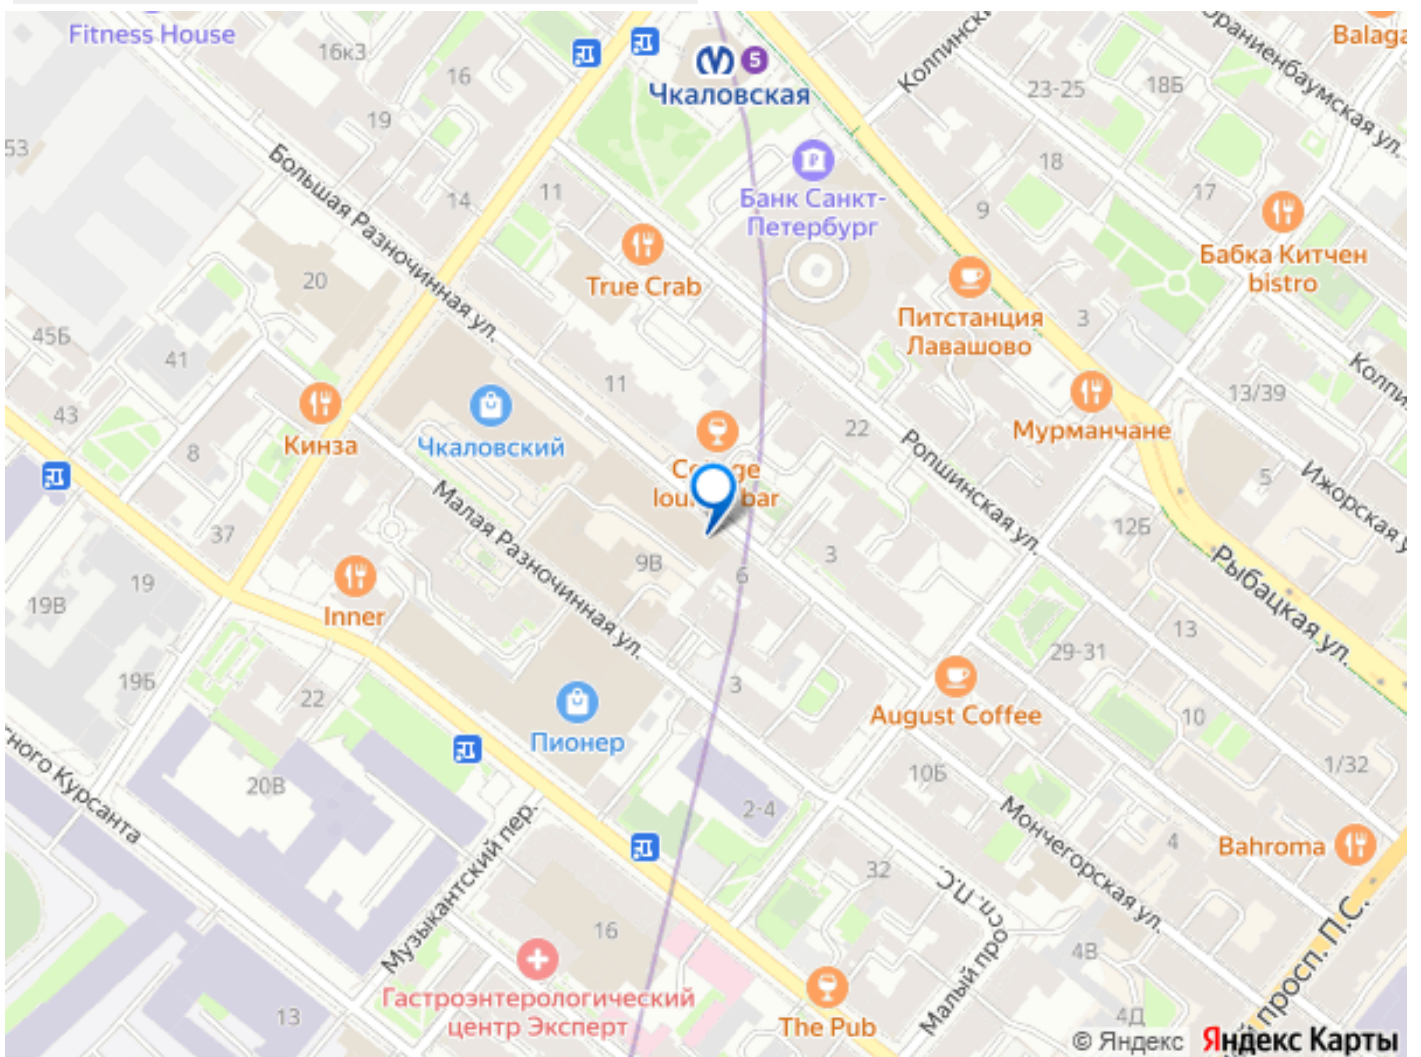 Fitness House
16к3
16
19
53
Чкаловская
5
Колпинск
Ораниенбаумская ул.
Balaga
23-25
18Б
18
17
Большая Разночинная ул.
14
11
Банк Санкт-
Петербург
9
Бабка Китчен
bistro
20
True Crab
Питстанция
Лавашово
3
45Б
41
11
Колпи
13/39
43
8
Кинза
Чкаловский
22
Мурманчане
Ропшинская ул.
5
Ижорская у
Малая Разночинная ул.
bar
37
12Б
9В
6
3
Рыбацкая ул.
19
19В
Inner
13
29-31
19Б
22
3
August Coffee
10
Пионер
10Б
1/32
ного Курсанта
20В
2-4
Мончегорская ул.
4
Bahroma
Музыкантский пер.
32
Малый просп. П.С.
16
4В
просп. П.С.
Гастроэнтерологический
центр Эксперт
13
The Pub
4Д
© Яндекс
Яндекс Карты